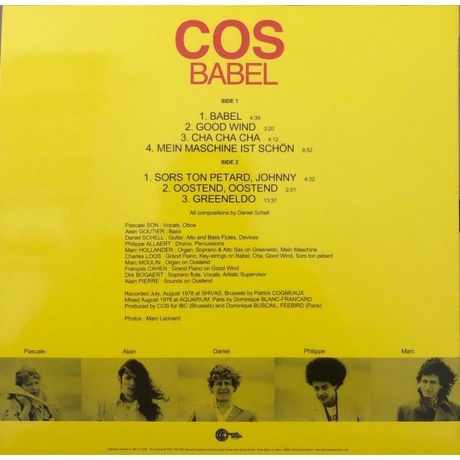 COS
BABEL
SIDE 1
1. BABEL 4:39
2. GOOD WIND 3:20
3. CHA CHA CHA 4:12
4. MEIN MASCHINE IST SCHÖN 8:52
SIDE 2
1. SORS TON PETARD, JOHNNY 4:32
2. OOSTEND, OOSTEND 2:51
3. GREENELDO 13:37
All compositions by Daniel Schell
Pascale SON : Vocals, Oboe
Alain GOUTIER : Bass
Daniel SCHELL : Guitar, Alto and Bass Flutes, Devices
Philippe ALLAERT : Drums, Percussions
Marc HOLLANDER : Organ, Soprano & Alto Sax on Greneldo, Mein Maschine
Charles LOOS : Grand Piano, Key-strings on Babel, Cha, Good Wind, Sors ton pétard
Marc MOULIN : Organ on Oostend
François CAHEN : Grand Piano on Good Wind
Dirk BOGAERT : Soprano flute, Vocals, Artistic Supervisor
Alain PIERRE : Sounds on Oostend
Recorded July, August 1978 at SHIVAS, Brussels by Patrick COGNEAUX
Mixed August 1978 at AQUARIUM, Paris by Dominique BLANC-FRANCARD
Produced by COS for IBC (Brussels) and Dominique BUSCAIL, FEEBIRD (Paris)
Photos : Marc Leonard
Pascale Alain Daniel Philippe Marc